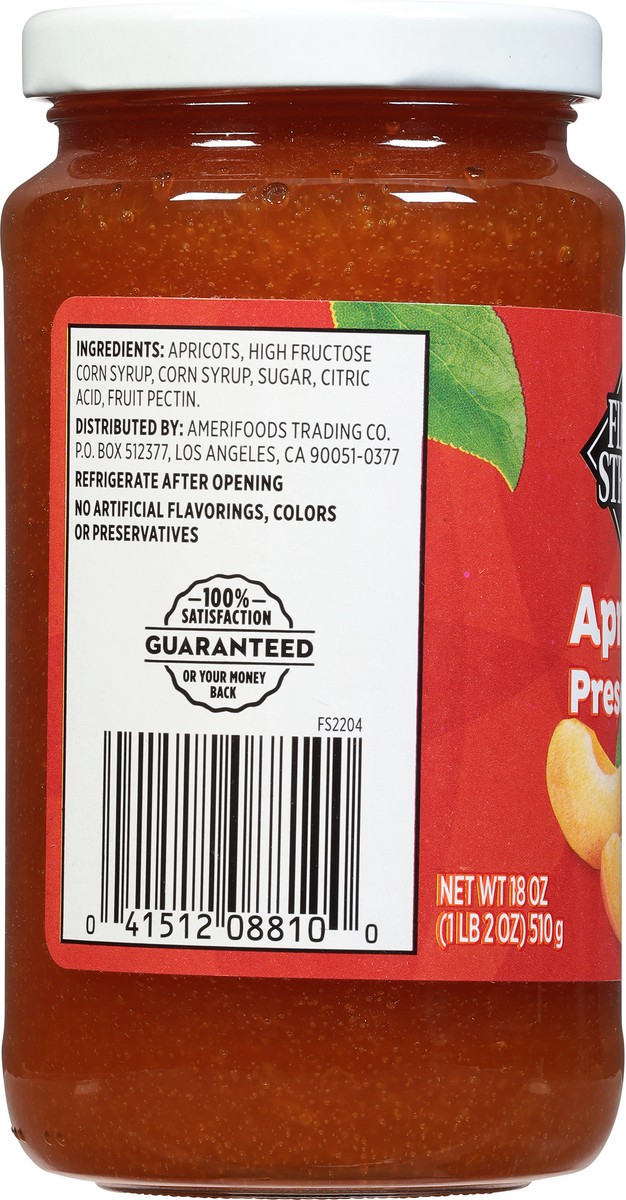 INGREDIENTS: APRICOTS, HIGH FRUCTOSE
CORN SYRUP, CORN SYRUP, SUGAR, CITRIC
ACID, FRUIT PECTIN.
DISTRIBUTED BY: AMERIFOODS TRADING CO.
P.O. BOX 512377, LOS ANGELES, CA 90051-0377
REFRIGERATE AFTER OPENING
NO ARTIFICIAL FLAVORINGS, COLORS
OR PRESERVATIVES
–100%–
SATISFACTION
GUARANTEED
OR YOUR MONEY
BACK
FS2204
0 41512 08810 0
NET WT 18 OZ
(1 LB 2 OZ) 510 g